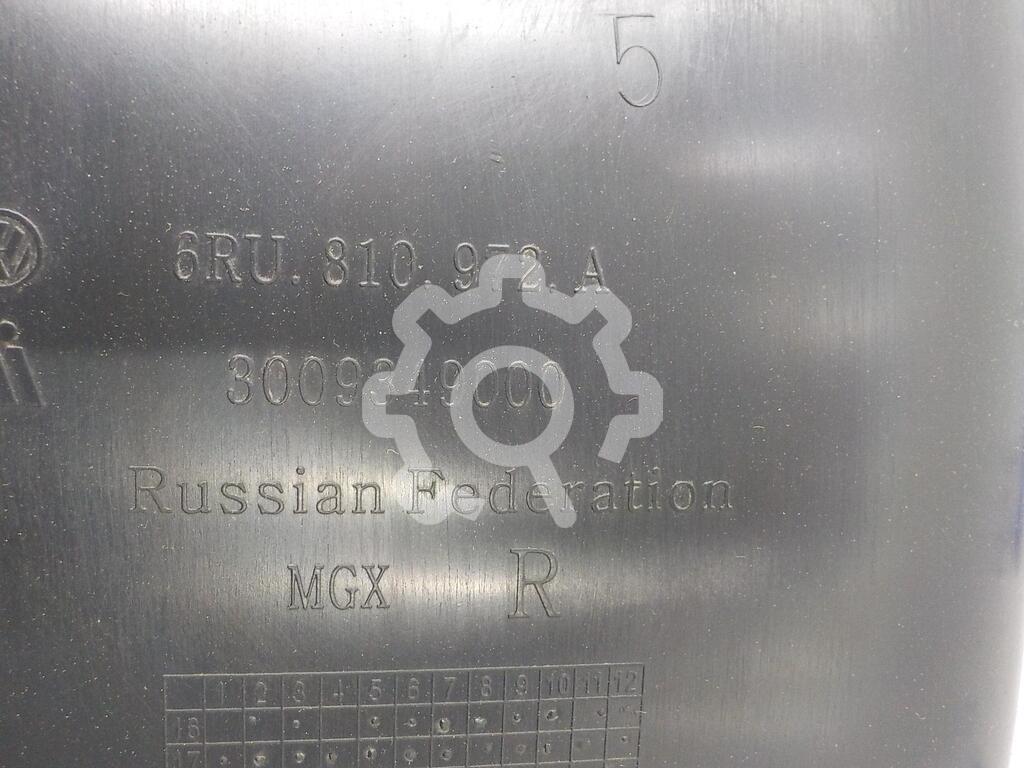 5
6RU.810.972.A
3009349000
Russian Federation
MGX R
1 2 3 4 5 6 7 8 9 10 11 12
16
17